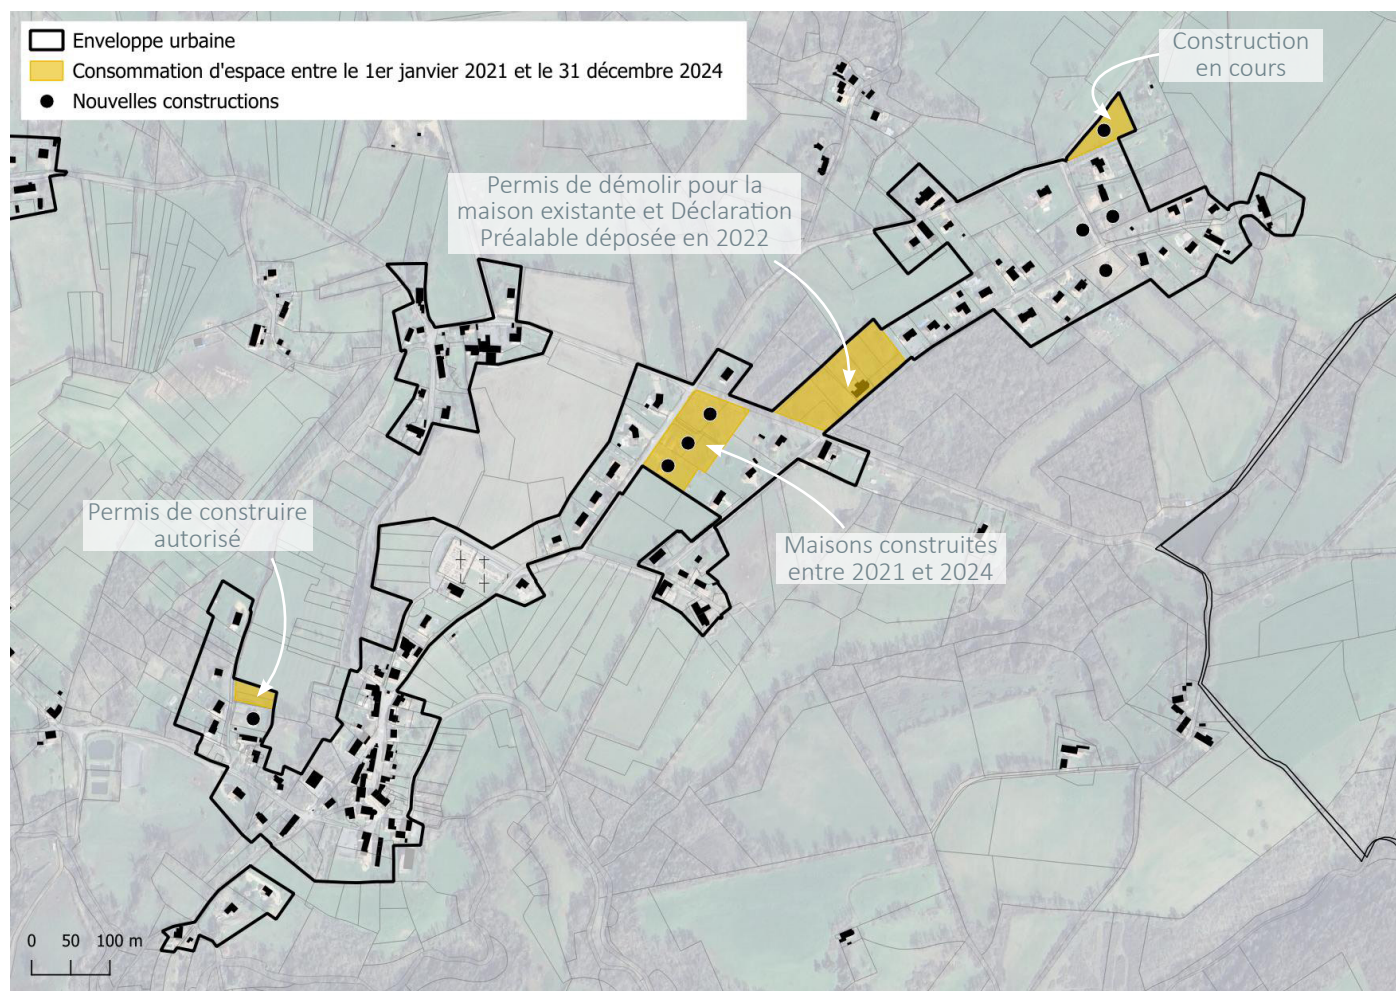 Enveloppe urbaine
Consommation d'espace entre le 1er janvier 2021 et le 31 décembre 2024
Nouvelles constructions
Construction
en cours
Permis de démolir pour la
maison existante et Déclaration
Préalable déposée en 2022
Permis de construire
autorisé
Maisons construites
entre 2021 et 2024
0 50 100 m